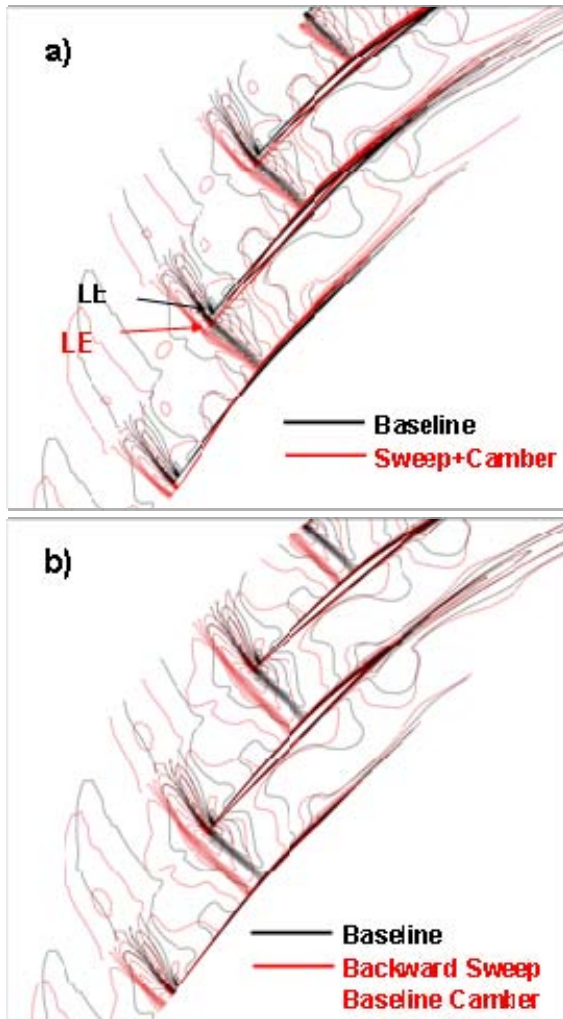 a)
LE
LE
Baseline
Sweep+Camber
b)
Baseline
Backward Sweep
Baseline Camber